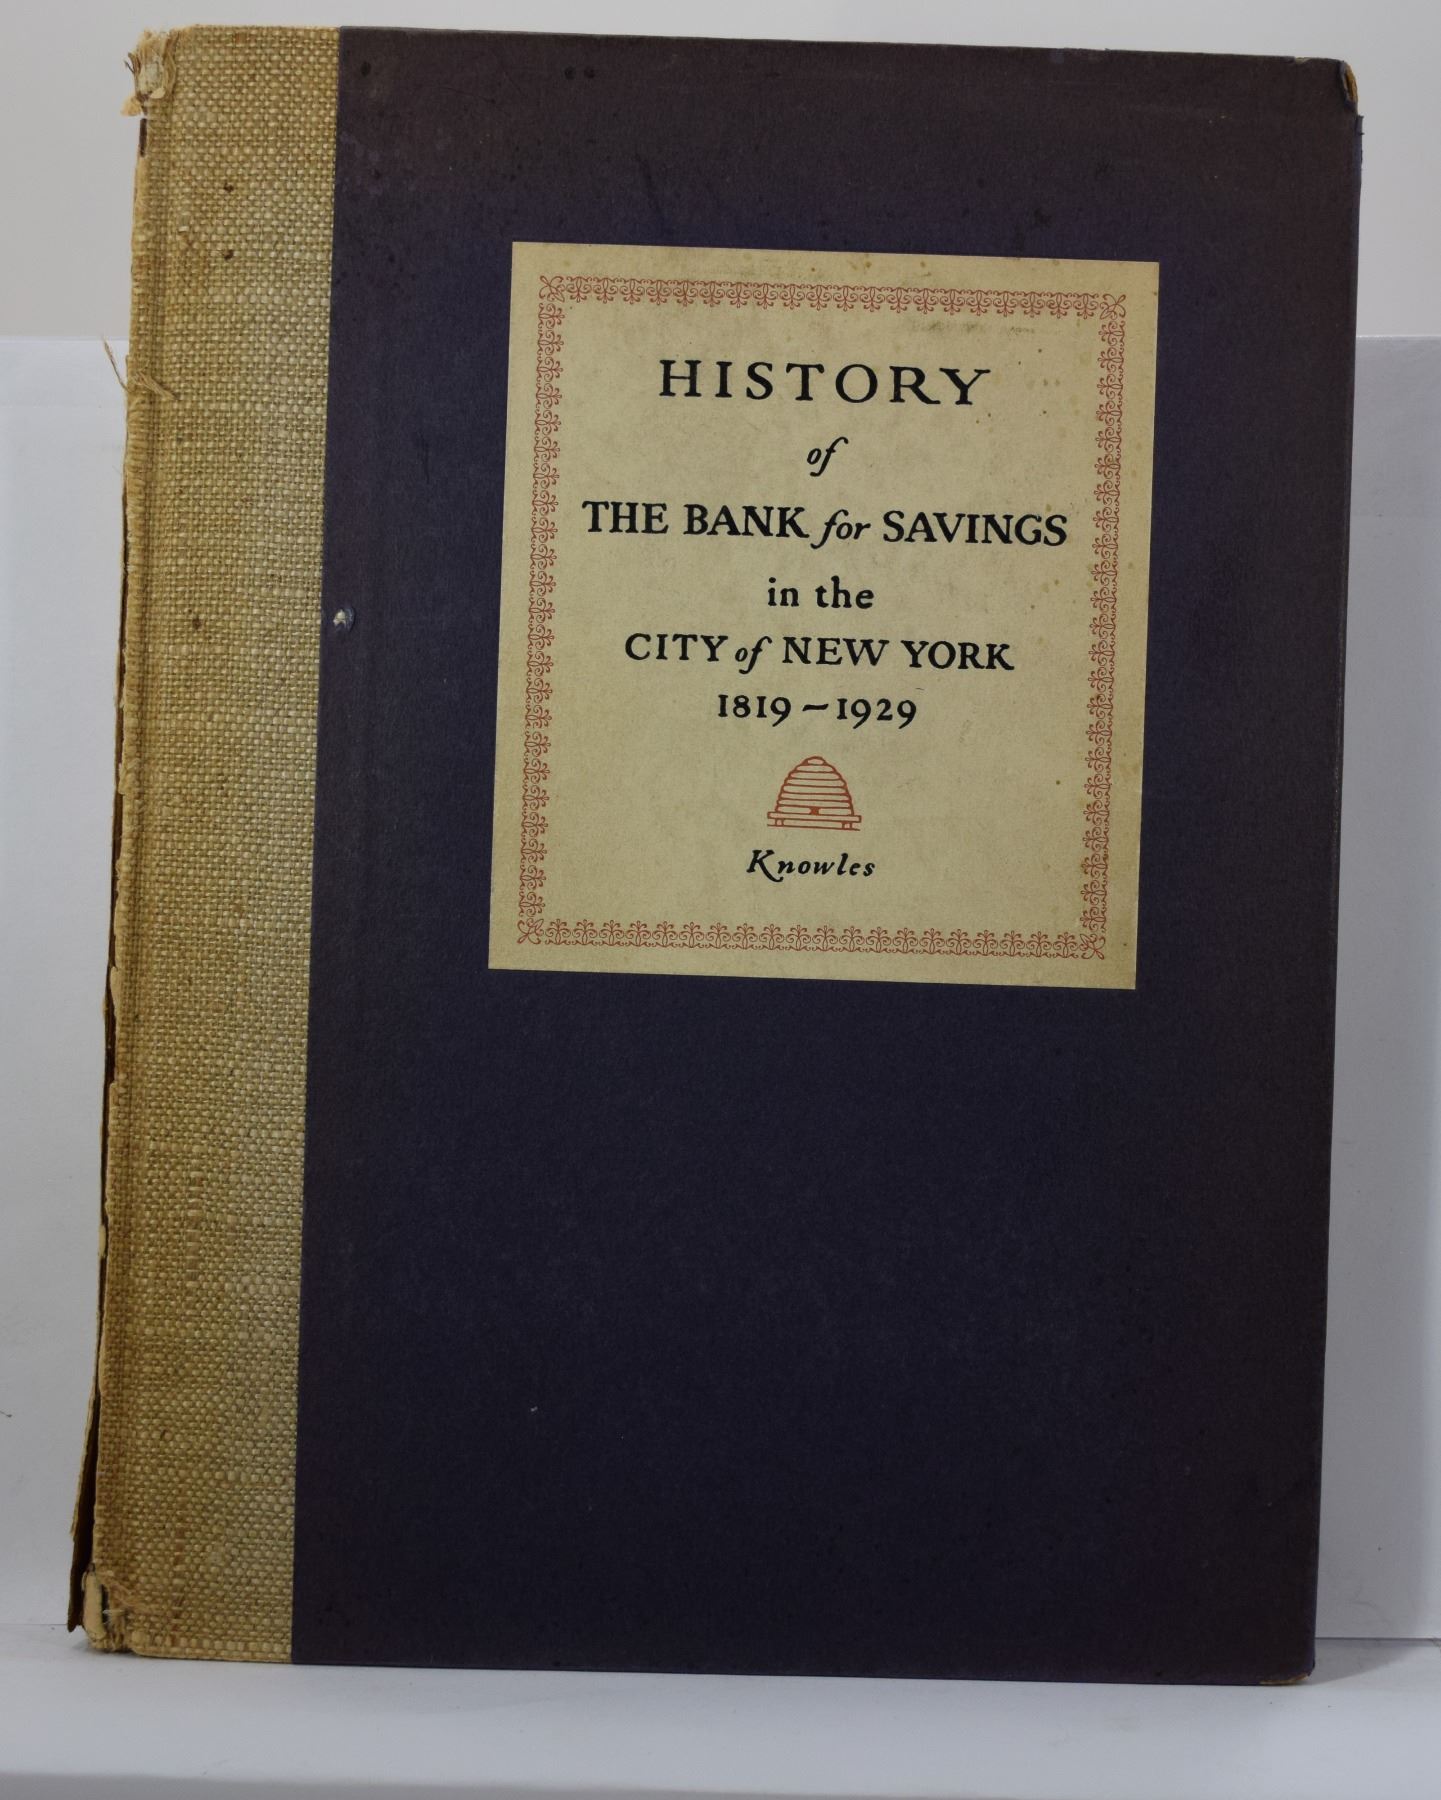 HISTORY
of
THE BANK for SAVINGS
in the
CITY of NEW YORK
1819–1929
Knowles